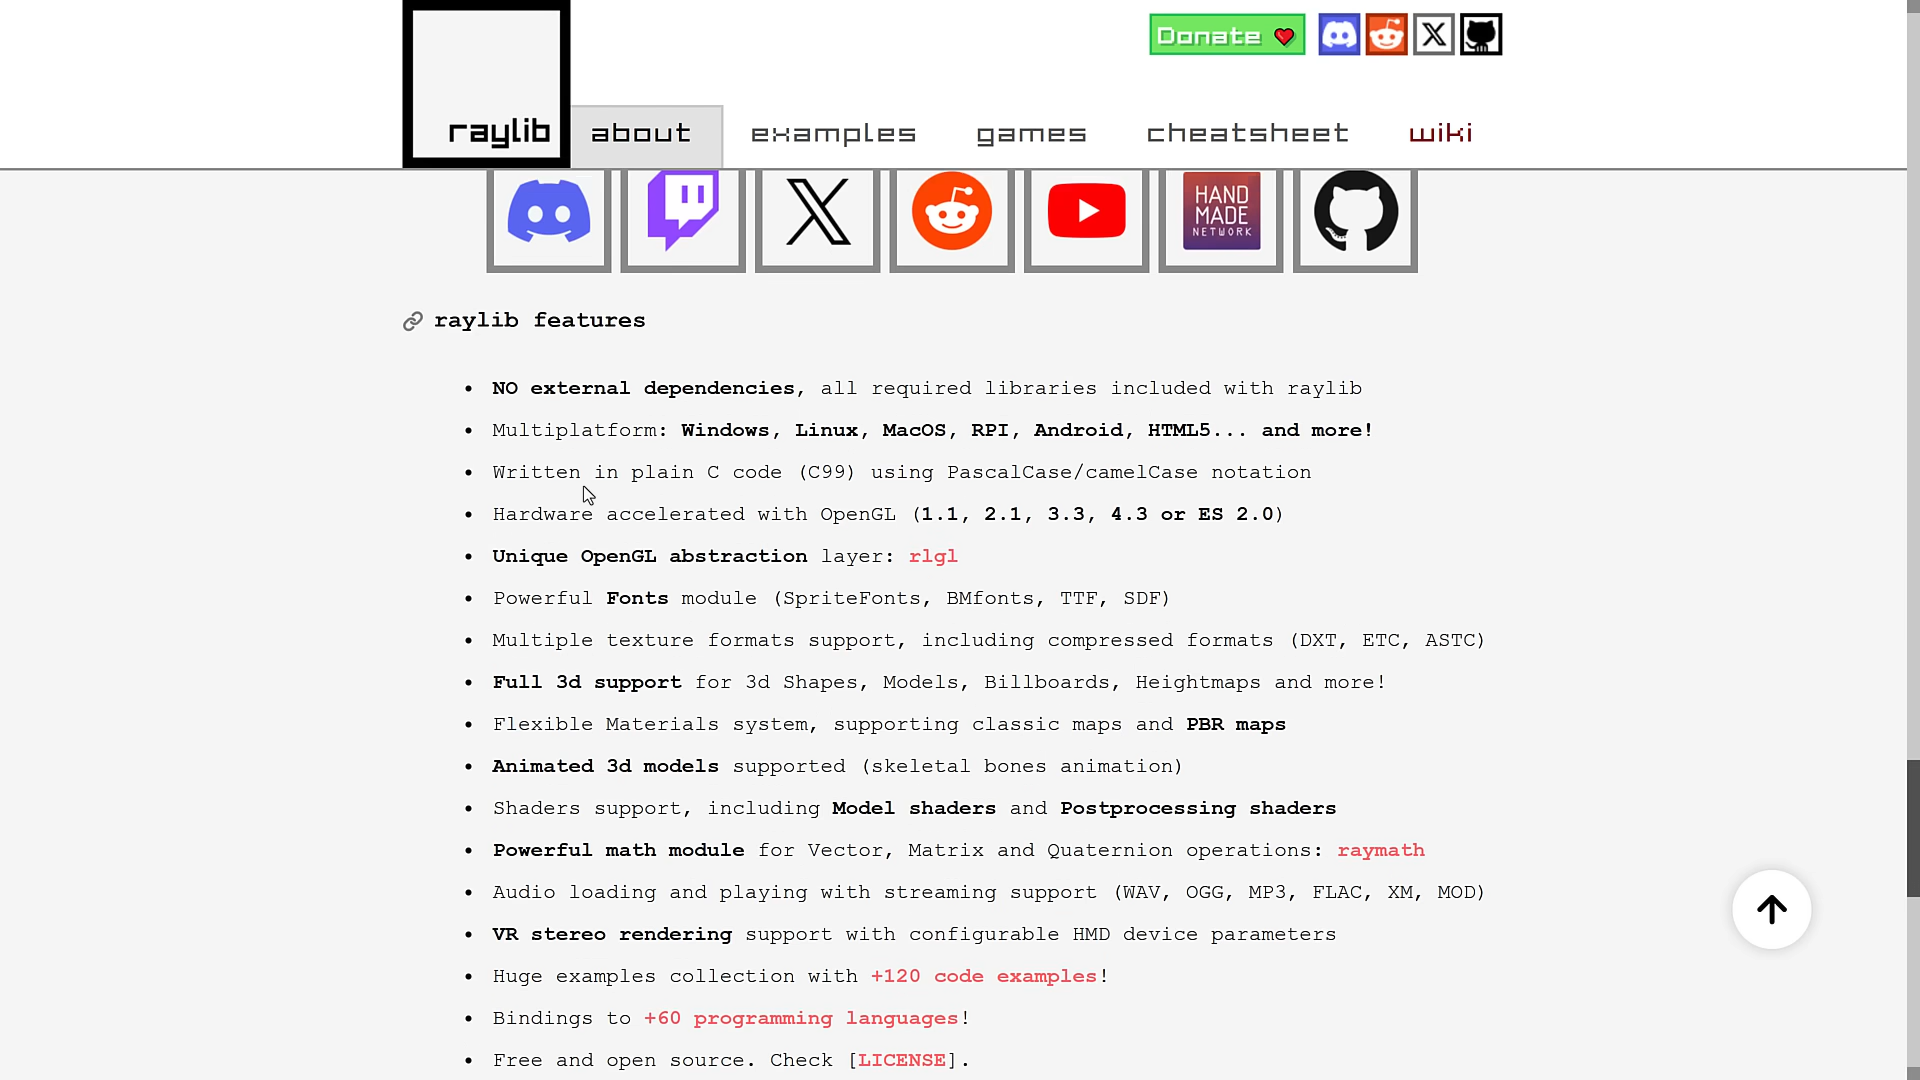 Donate
raylib
about
examples
games
cheatsheet
wiki
HAND
MADE
NETWORK
raylib features
• NO external dependencies, all required libraries included with raylib
• Multiplatform: Windows, Linux, MacOS, RPI, Android, HTML5... and more!
• Written in plain C code (C99) using PascalCase/camelCase notation
• Hardware accelerated with OpenGL (1.1, 2.1, 3.3, 4.3 or ES 2.0)
• Unique OpenGL abstraction layer: rlgl
• Powerful Fonts module (SpriteFonts, BMfonts, TTF, SDF)
• Multiple texture formats support, including compressed formats (DXT, ETC, ASTC)
• Full 3d support for 3d Shapes, Models, Billboards, Heightmaps and more!
• Flexible Materials system, supporting classic maps and PBR maps
• Animated 3d models supported (skeletal bones animation)
• Shaders support, including Model shaders and Postprocessing shaders
• Powerful math module for Vector, Matrix and Quaternion operations: raymath
• Audio loading and playing with streaming support (WAV, OGG, MP3, FLAC, XM, MOD)
• VR stereo rendering support with configurable HMD device parameters
• Huge examples collection with +120 code examples!
• Bindings to +60 programming languages!
• Free and open source. Check [LICENSE].